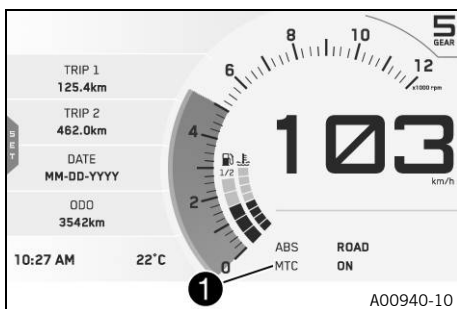 TRIP 1
125.4km
TRIP 2
462.0km
DATE
MM-DD-YYYY
ODO
3542km
10:27 AM 22°C
SET
0
2
4
6
8
10
12
x1000 rpm
1/2
5
GEAR
103
km/h
ABS ROAD
MTC ON
1
A00940-10